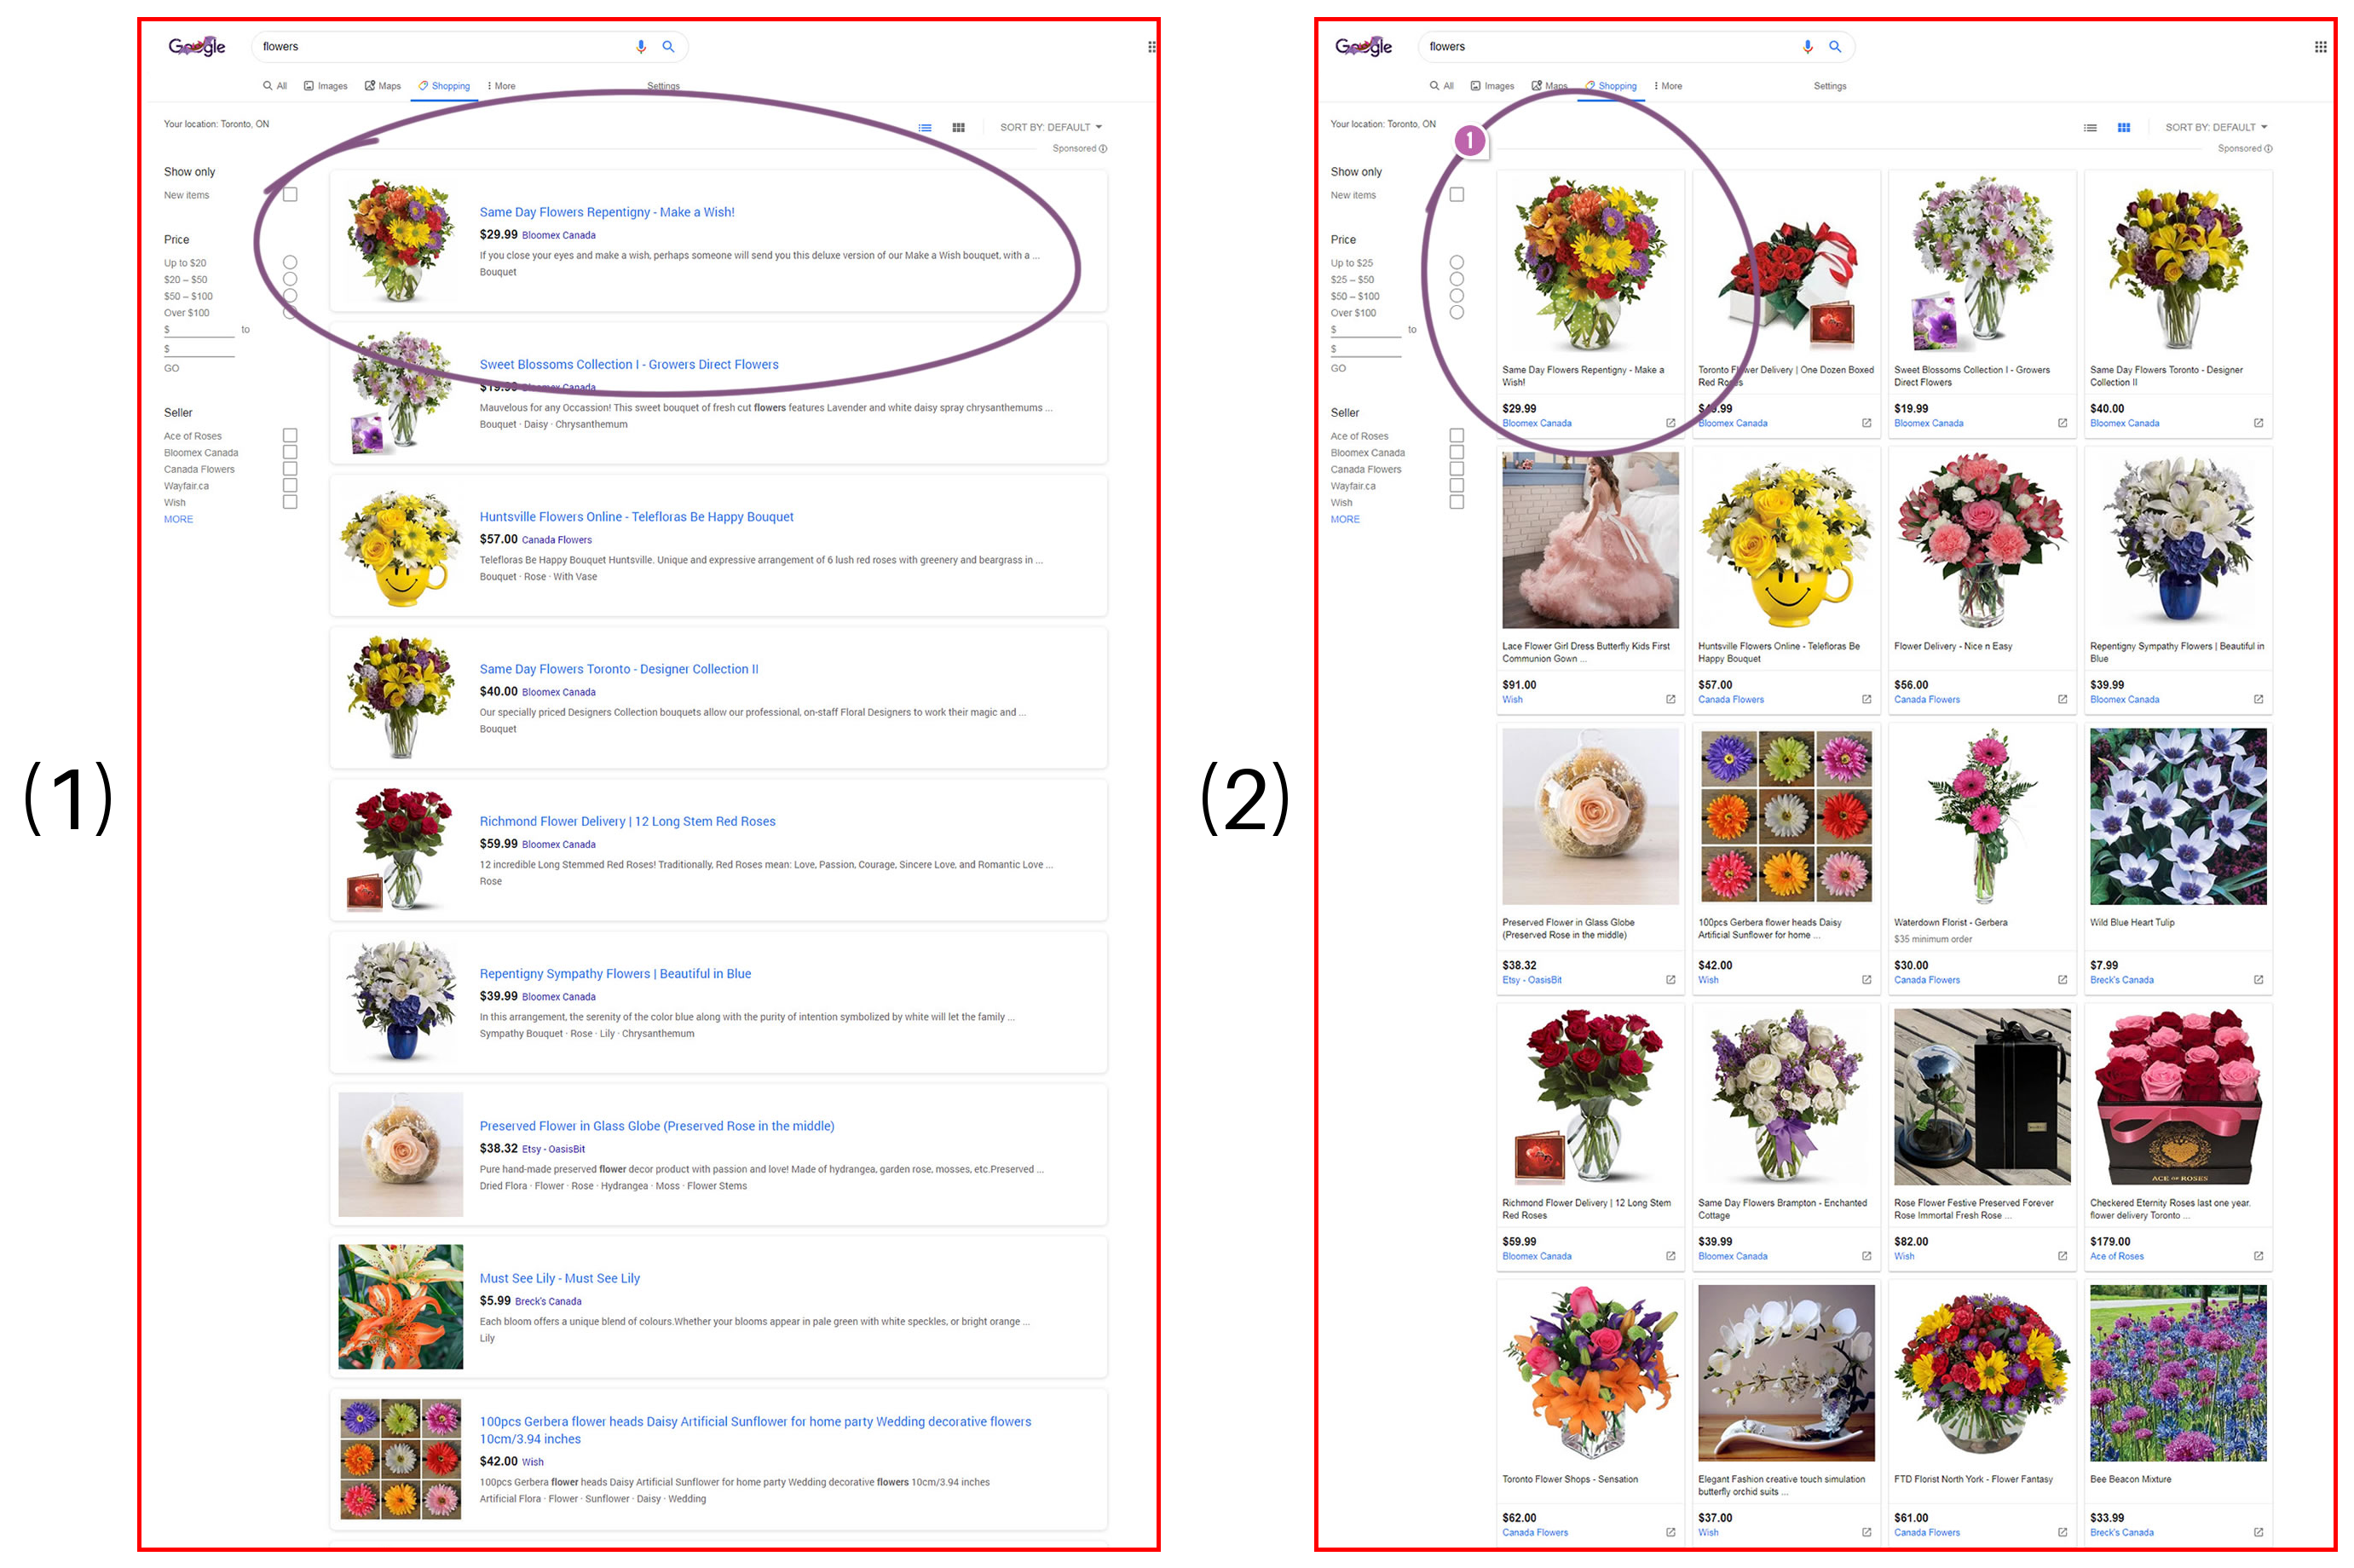 (1)
Google
flowers
All Images Maps Shopping More Settings
Your location: Toronto, ON
SORT BY: DEFAULT
Sponsored
Show only
New items
Price
Up to $20
$20 – $50
$50 – $100
Over $100
$ to
$
GO
Seller
Ace of Roses
Bloomex Canada
Canada Flowers
Wayfair.ca
Wish
MORE
Same Day Flowers Repentigny - Make a Wish!
$29.99 Bloomex Canada
If you close your eyes and make a wish, perhaps someone will send you this deluxe version of our Make a Wish bouquet, with a ...
Bouquet
Sweet Blossoms Collection I - Growers Direct Flowers
$19.99 Bloomex Canada
Mauvelous for any Occassion! This sweet bouquet of fresh cut flowers features Lavender and white daisy spray chrysanthemums ...
Bouquet · Daisy · Chrysanthemum
Huntsville Flowers Online - Telefloras Be Happy Bouquet
$57.00 Canada Flowers
Telefloras Be Happy Bouquet Huntsville. Unique and expressive arrangement of 6 lush red roses with greenery and beargrass in ...
Bouquet · Rose · With Vase
Same Day Flowers Toronto - Designer Collection II
$40.00 Bloomex Canada
Our specially priced Designers Collection bouquets allow our professional, on-staff Floral Designers to work their magic and ...
Bouquet
Richmond Flower Delivery | 12 Long Stem Red Roses
$59.99 Bloomex Canada
12 incredible Long Stemmed Red Roses! Traditionally, Red Roses mean: Love, Passion, Courage, Sincere Love, and Romantic Love ...
Rose
Repentigny Sympathy Flowers | Beautiful in Blue
$39.99 Bloomex Canada
In this arrangement, the serenity of the color blue along with the purity of intention symbolized by white will let the family ...
Sympathy Bouquet · Rose · Lily · Chrysanthemum
Preserved Flower in Glass Globe (Preserved Rose in the middle)
$38.32 Etsy - OasisBit
Pure hand-made preserved flower decor product with passion and love! Made of hydrangea, garden rose, mosses, etc.Preserved ...
Dried Flora · Flower · Rose · Hydrangea · Moss · Flower Stems
Must See Lily - Must See Lily
$5.99 Breck's Canada
Each bloom offers a unique blend of colours.Whether your blooms appear in pale green with white speckles, or bright orange ...
Lily
100pcs Gerbera flower heads Daisy Artificial Sunflower for home party Wedding decorative flowers
10cm/3.94 inches
$42.00 Wish
100pcs Gerbera flower heads Daisy Artificial Sunflower for home party Wedding decorative flowers 10cm/3.94 inches
Artificial Flora · Flower · Sunflower · Daisy · Wedding
(2)
Google
flowers
All Images Maps Shopping More Settings
Your location: Toronto, ON
1
SORT BY: DEFAULT
Sponsored
Show only
New items
Price
Up to $25
$25 – $50
$50 – $100
Over $100
$ to
$
GO
Seller
Ace of Roses
Bloomex Canada
Canada Flowers
Wayfair.ca
Wish
MORE
Same Day Flowers Repentigny - Make a
Wish!
$29.99
Bloomex Canada
Toronto Flower Delivery | One Dozen Boxed
Red Roses
.99
Bloomex Canada
Sweet Blossoms Collection I - Growers
Direct Flowers
$19.99
Bloomex Canada
Same Day Flowers Toronto - Designer
Collection II
$40.00
Bloomex Canada
Lace Flower Girl Dress Butterfly Kids First
Communion Gown ...
$91.00
Wish
Huntsville Flowers Online - Telefloras Be
Happy Bouquet
$57.00
Canada Flowers
Flower Delivery - Nice n Easy
$56.00
Canada Flowers
Repentigny Sympathy Flowers | Beautiful in
Blue
$39.99
Bloomex Canada
Preserved Flower in Glass Globe
(Preserved Rose in the middle)
$38.32
Etsy - OasisBit
100pcs Gerbera flower heads Daisy
Artificial Sunflower for home ...
$42.00
Wish
Waterdown Florist - Gerbera
$35 minimum order
$30.00
Canada Flowers
Wild Blue Heart Tulip
$7.99
Breck's Canada
Richmond Flower Delivery | 12 Long Stem
Red Roses
$59.99
Bloomex Canada
Same Day Flowers Brampton - Enchanted
Cottage
$39.99
Bloomex Canada
Rose Flower Festive Preserved Forever
Rose Immortal Fresh Rose ...
$82.00
Wish
ACE OF ROSES
Checkered Eternity Roses last one year.
flower delivery Toronto ...
$179.00
Ace of Roses
Toronto Flower Shops - Sensation
$62.00
Canada Flowers
Elegant Fashion creative touch simulation
butterfly orchid suits ...
$37.00
Wish
FTD Florist North York - Flower Fantasy
$61.00
Canada Flowers
Bee Beacon Mixture
$33.99
Breck's Canada